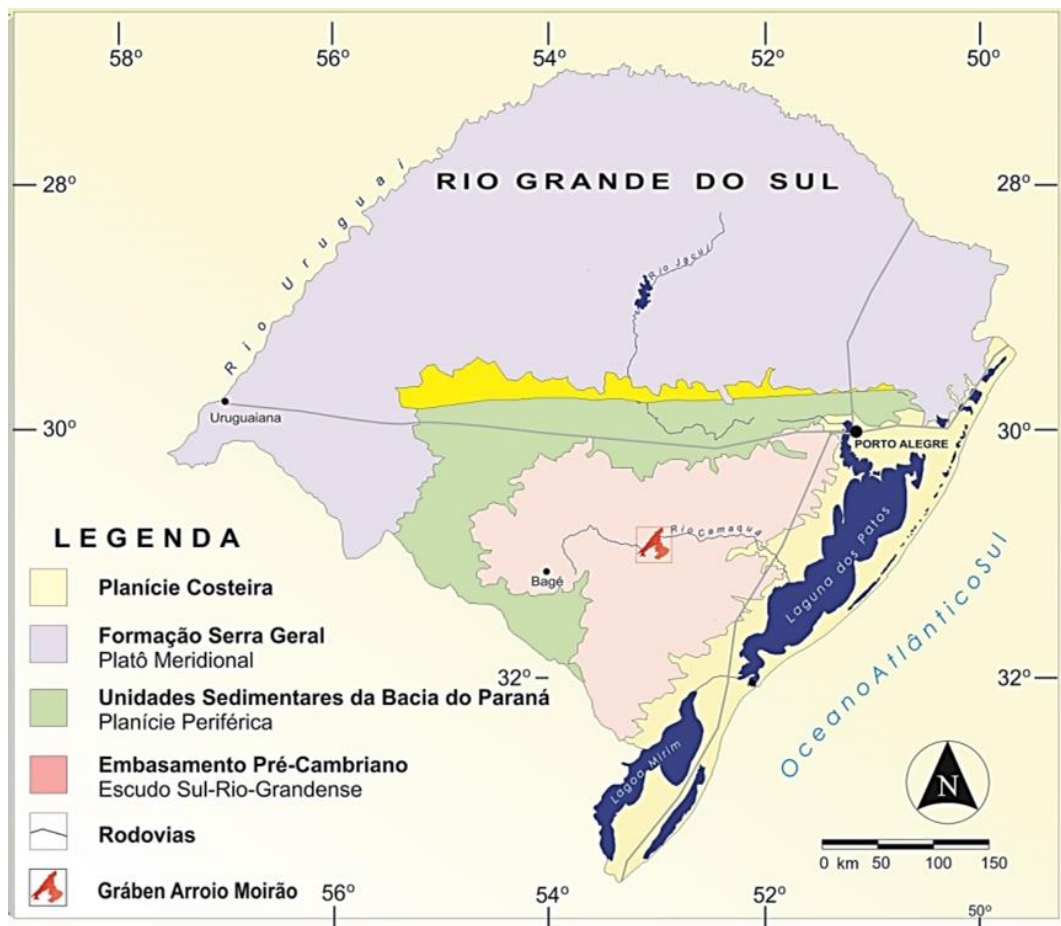 58º 56º 54º 52º 50º
28º 28º
RIO GRANDE DO SUL
Rio Uruguai
Rio Jacuí
Uruguaiana
30º 30º
PORTO ALEGRE
Rio Camaquã
Bagé
Laguna dos Patos
Oceano Atlântico Sul
32º 32º
Lagoa Mirim
LEGENDA
Planície Costeira
Formação Serra Geral
Platô Meridional
Unidades Sedimentares da Bacia do Paraná
Planície Periférica
Embasamento Pré-Cambriano
Escudo Sul-Rio-Grandense
Rodovias
Gráben Arroio Moirão
N
0 km 50 100 150
56º 54º 52º 50º